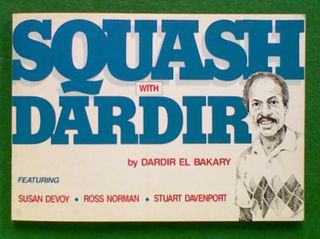 SQUASH
WITH
DARDIR
by DARDIR EL BAKARY
FEATURING
SUSAN DEVOY • ROSS NORMAN • STUART DAVENPORT